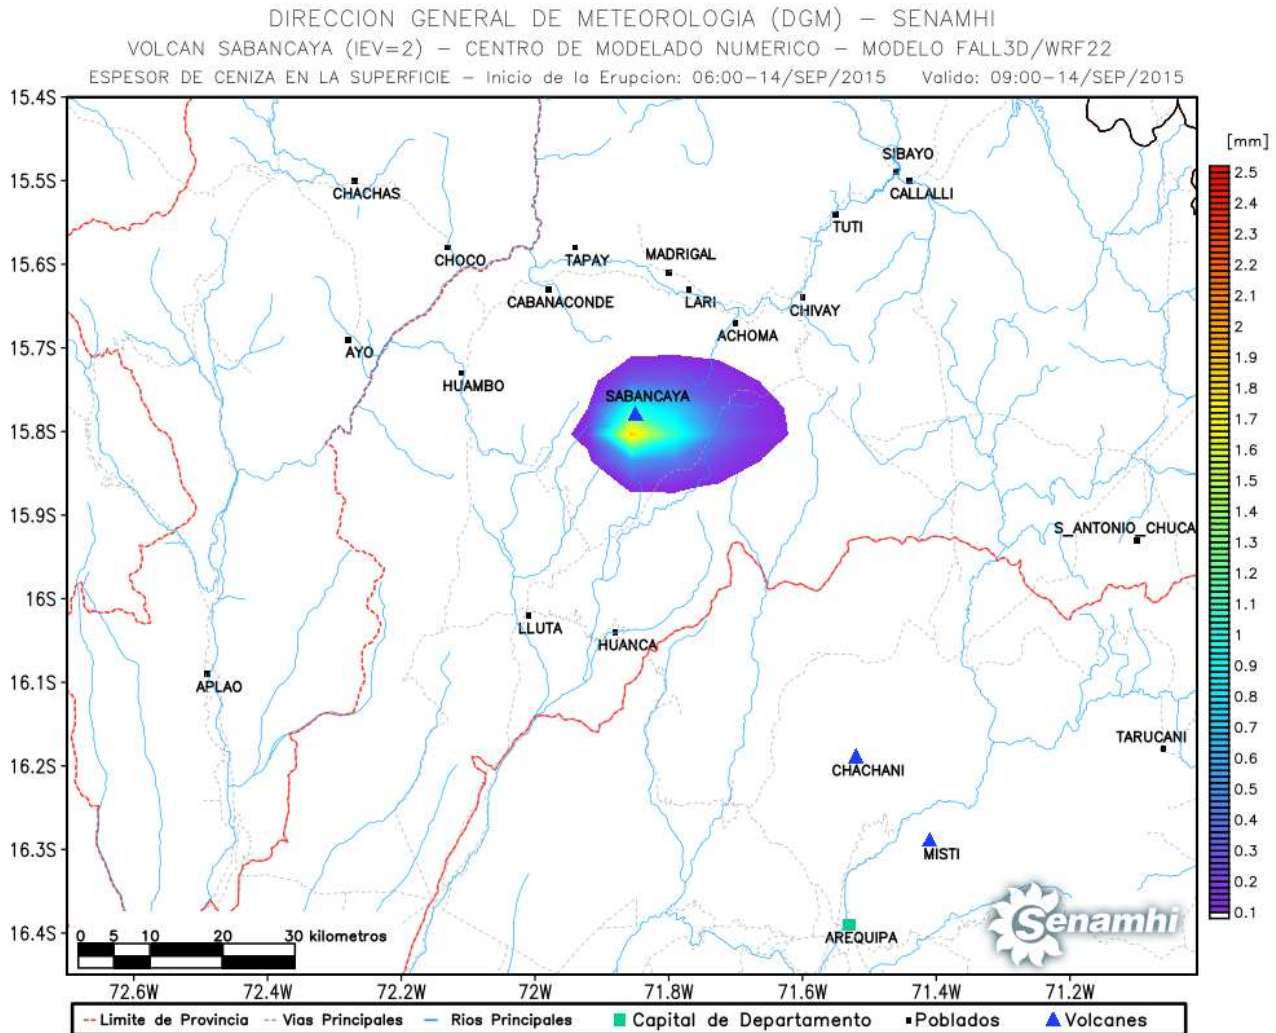 DIRECCION GENERAL DE METEOROLOGIA (DGM) – SENAMHI
VOLCAN SABANCAYA (IEV=2) – CENTRO DE MODELADO NUMERICO – MODELO FALL3D/WRF22
ESPESOR DE CENIZA EN LA SUPERFICIE – Inicio de la Erupcion: 06:00–14/SEP/2015 Valido: 09:00–14/SEP/2015
15.4S
[mm]
SIBAYO
2.5
15.5S
CHACHAS
CALLALLI
2.4
TUTI
2.3
MADRIGAL
CHOCO
TAPAY
15.6S
2.2
CABANACONDE
LARI
CHIVAY
2.1
ACHOMA
2
15.7S
AYO
1.9
HUAMBO
SABANCAYA
1.8
1.7
15.8S
1.6
1.5
15.9S
1.4
S_ANTONIO_CHUCA
1.3
1.2
16S
1.1
LLUTA
HUANCA
1
0.9
16.1S
APLAO
0.8
0.7
TARUCANI
16.2S
CHACHANI
0.6
0.5
0.4
16.3S
MISTI
0.3
0.2
0.1
Senamhi
16.4S
0 5 10 20 30 kilometros
AREQUIPA
72.6W 72.4W 72.2W 72W 71.8W 71.6W 71.4W 71.2W
Limite de Provincia Vias Principales Rios Principales Capital de Departamento Poblados Volcanes